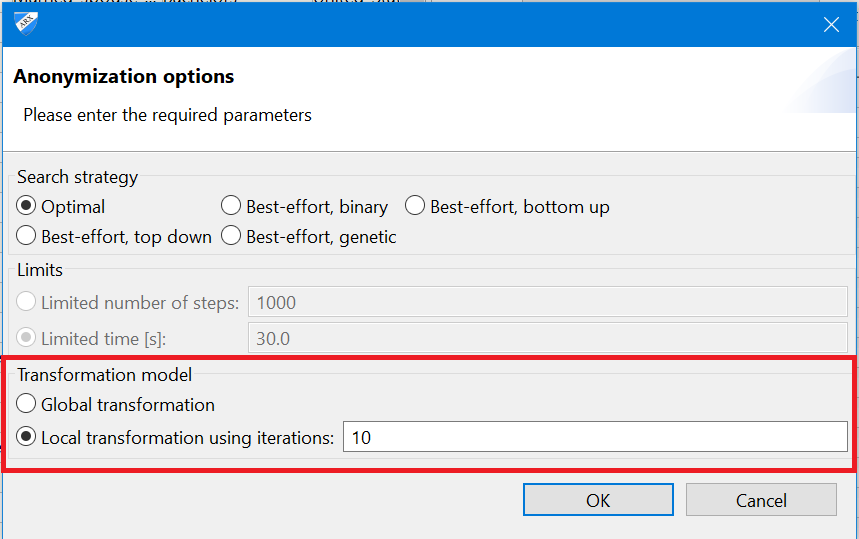 ARX
Anonymization options
Please enter the required parameters
Search strategy
Optimal Best-effort, binary Best-effort, bottom up
Best-effort, top down Best-effort, genetic
Limits
Limited number of steps: 1000
Limited time [s]: 30.0
Transformation model
Global transformation
Local transformation using iterations: 10
OK Cancel